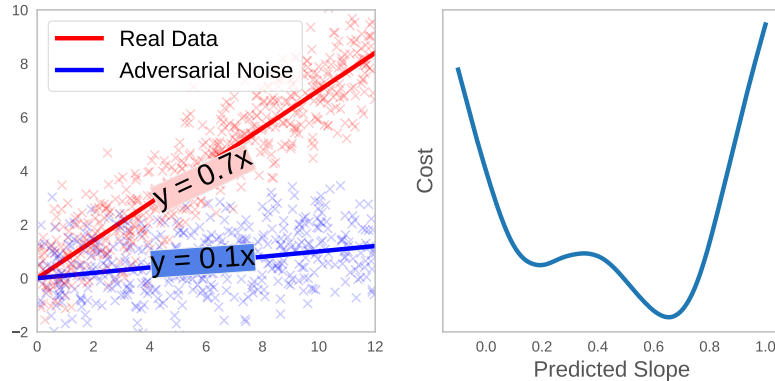 10
8
6
4
2
0
−2
0 2 4 6 8 10 12
Real Data
Adversarial Noise
y = 0.7x
y = 0.1x
Cost
0.0 0.2 0.4 0.6 0.8 1.0
Predicted Slope